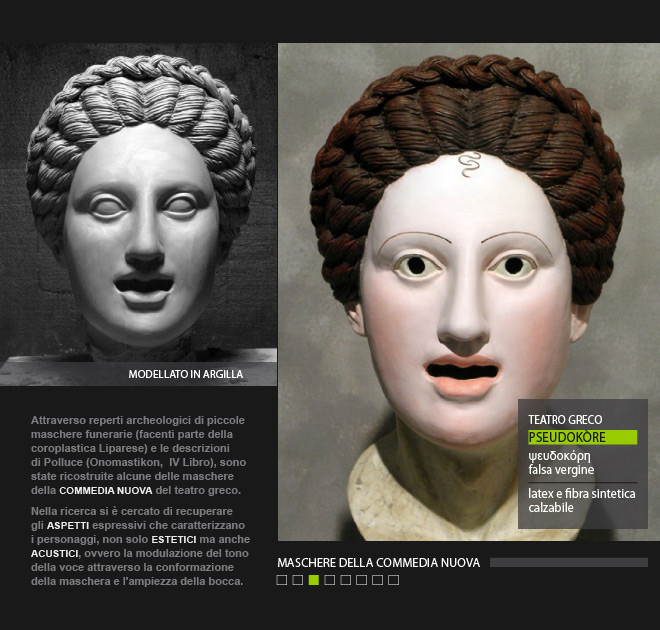 MODELLATO IN ARGILLA
Attraverso reperti archeologici di piccole
maschere funerarie (facenti parte della
coroplastica Liparese) e le descrizioni
di Polluce (Onomastikon, IV Libro), sono
state ricostruite alcune delle maschere
della COMMEDIA NUOVA del teatro greco.
Nella ricerca si è cercato di recuperare
gli ASPETTI espressivi che caratterizzano
i personaggi, non solo ESTETICI ma anche
ACUSTICI, ovvero la modulazione del tono
della voce attraverso la conformazione
della maschera e l'ampiezza della bocca.
TEATRO GRECO
PSEUDOKÒRE
ψευδοκόρη
falsa vergine
latex e fibra sintetica
calzabile
MASCHERE DELLA COMMEDIA NUOVA